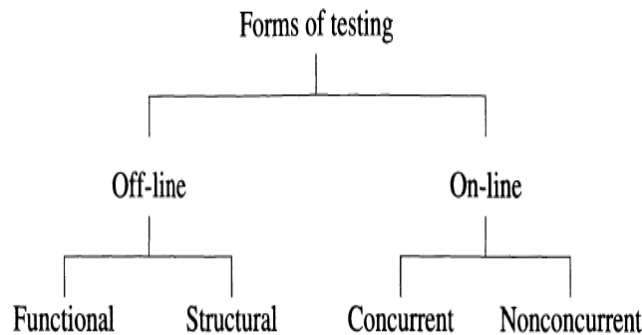 Forms of testing
Off-line On-line
Functional Structural Concurrent Nonconcurrent